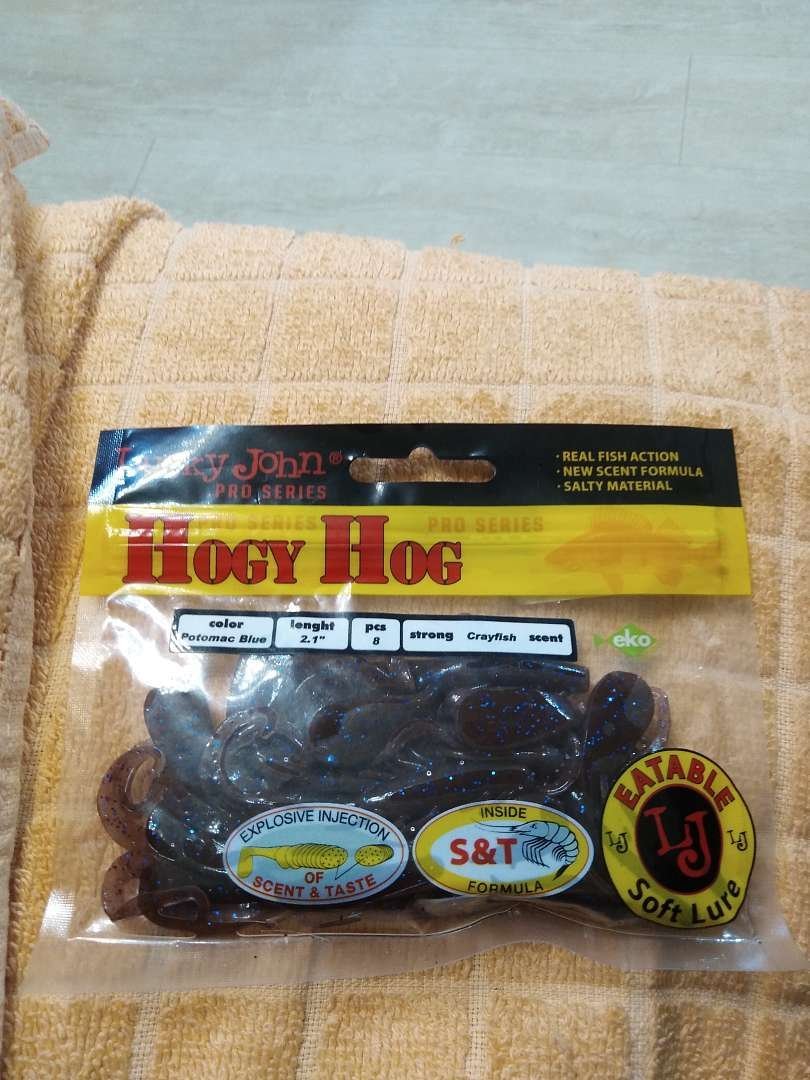 Lucky John®
PRO SERIES
· REAL FISH ACTION
· NEW SCENT FORMULA
· SALTY MATERIAL
PRO SERIES
PRO SERIES
HOGY HOG
color
Potomac Blue
lenght
2.1"
pcs
8
strong Crayfish scent
eko
EXPLOSIVE INJECTION
OF
SCENT & TASTE
INSIDE
S&T
FORMULA
EATABLE
LJ
LJ
LJ
Soft Lure